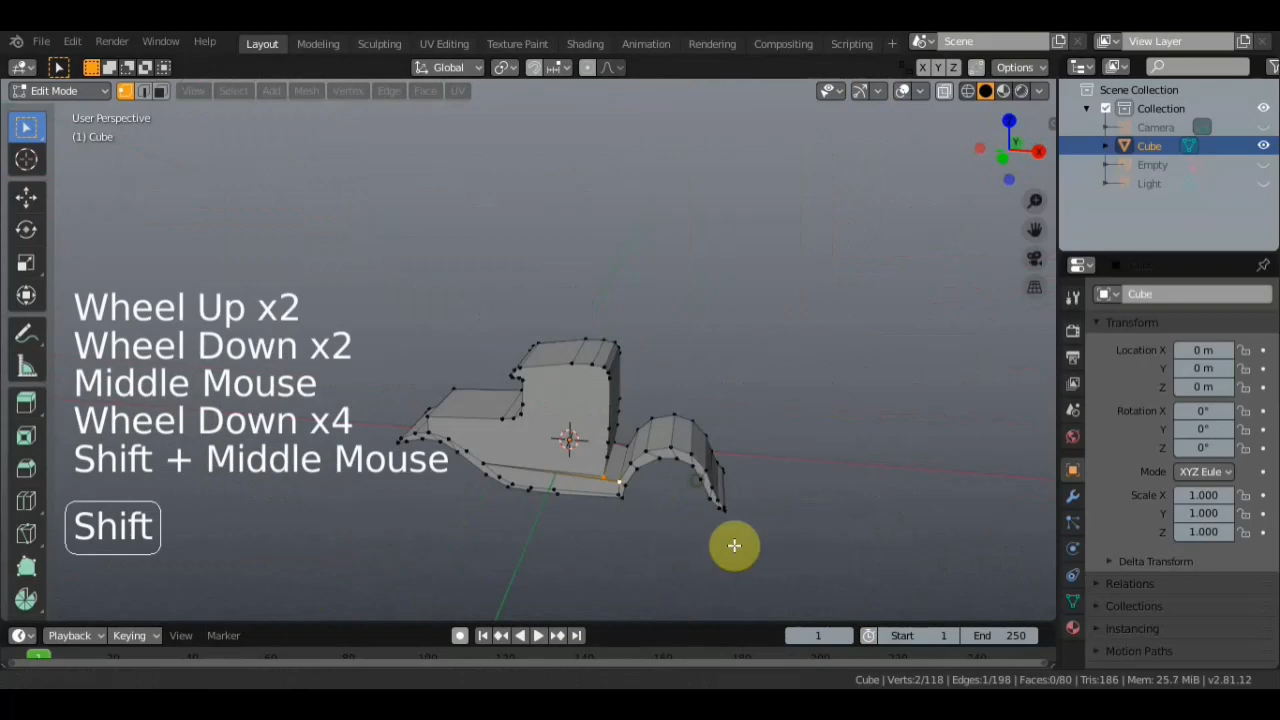 File Edit Render Window Help Layout Modeling Sculpting UV Editing Texture Paint Shading Animation Rendering Compositing Scripting + Scene View Layer
Global X Y Z Options
Edit Mode View Select Add Mesh Vertex Edge Face UV
Scene Collection
Collection
Camera
Cube
Empty
Light
User Perspective
(1) Cube
X
Y
Z
Wheel Up x2
Wheel Down x2
Middle Mouse
Wheel Down x4
Shift + Middle Mouse
Shift
Cube
Transform
Location X 0 m
Y 0 m
Z 0 m
Rotation X 0°
Y 0°
Z 0°
Mode XYZ Eule
Scale X 1.000
Y 1.000
Z 1.000
Delta Transform
Relations
Collections
Instancing
Motion Paths
Playback Keying View Marker 1 Start 1 End 250
Cube | Verts:2/118 | Edges:1/198 | Faces:0/80 | Tris:186 | Mem: 25.7 MiB | v2.81.12